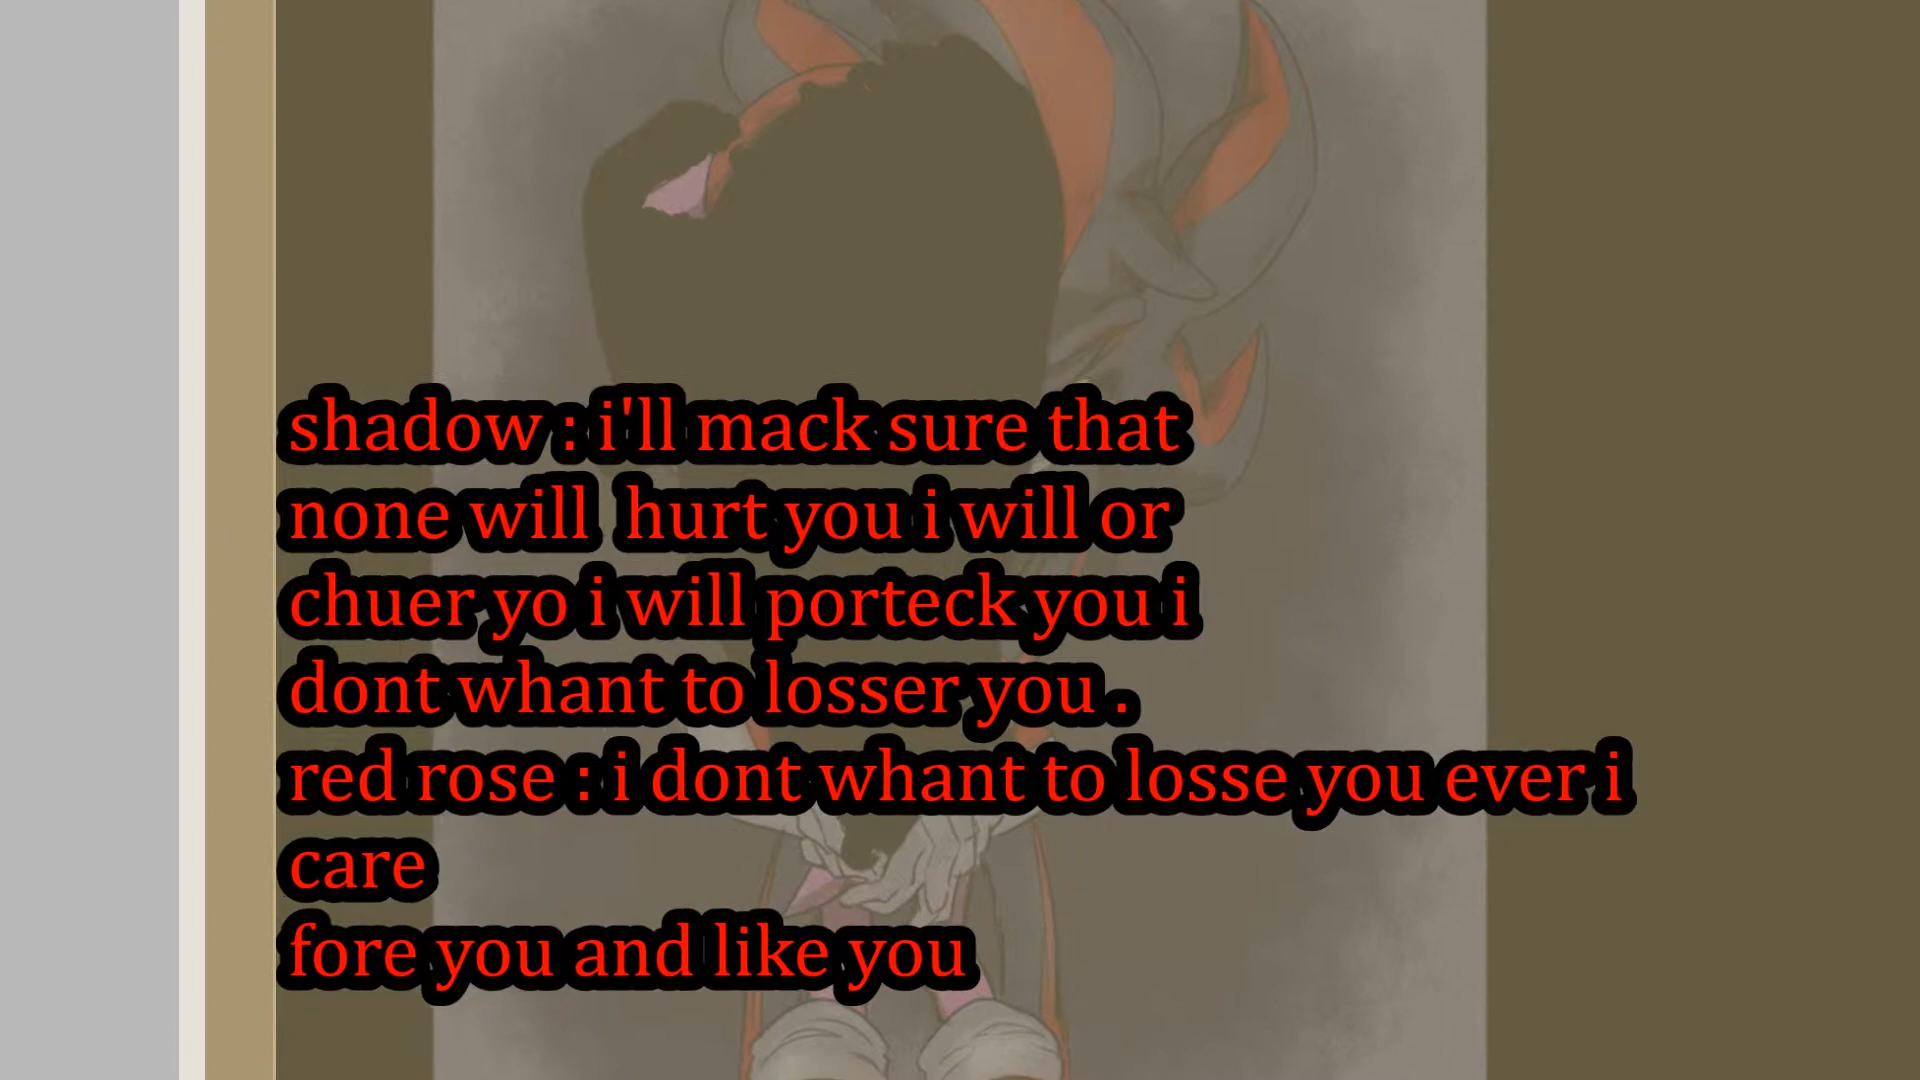 shadow : i'll mack sure that
none will  hurt you i will or
chuer yo i will porteck you i
dont whant to losser you .
red rose : i dont whant to losse you ever i
care
fore you and like you